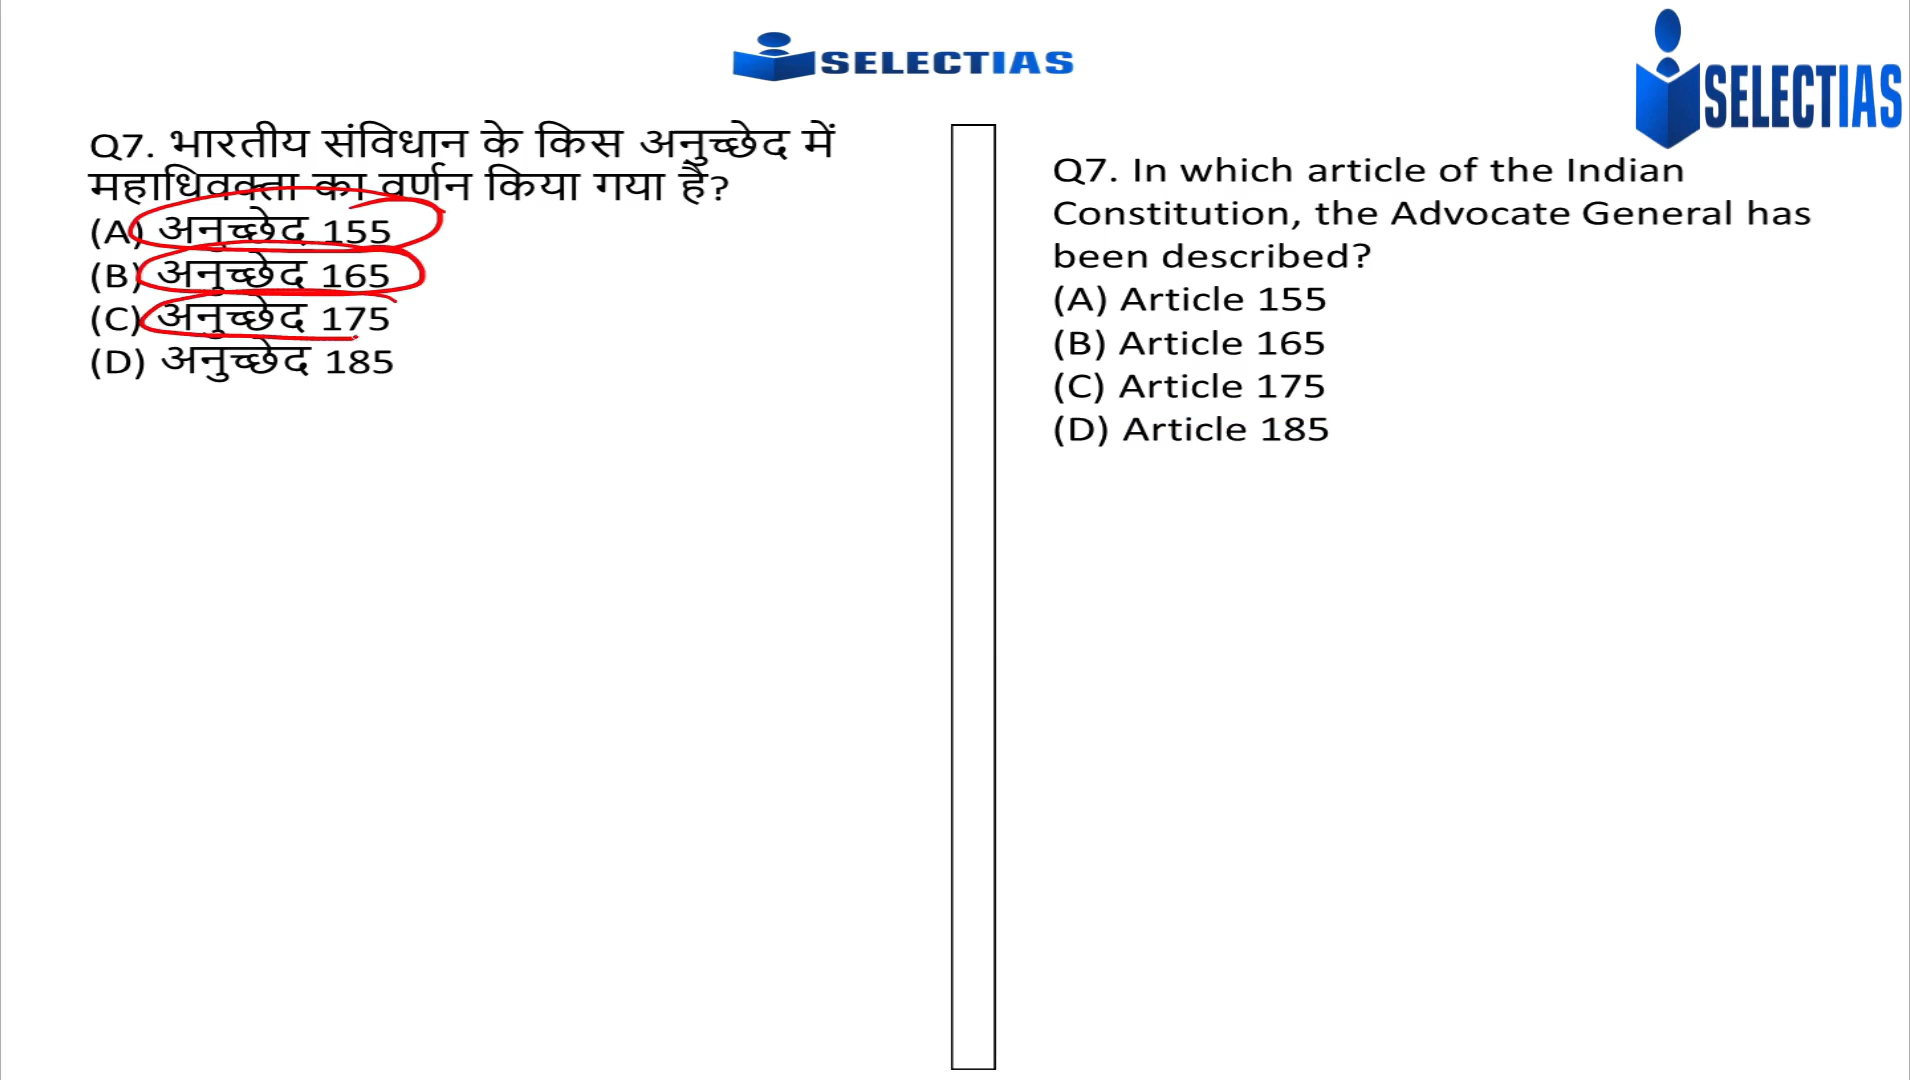 SELECTIAS
SELECTIAS
Q7. भारतीय संविधान के किस अनुच्छेद में
महाधिवक्ता का वर्णन किया गया है?
(A) अनुच्छेद 155
(B) अनुच्छेद 165
(C) अनुच्छेद 175
(D) अनुच्छेद 185
Q7. In which article of the Indian
Constitution, the Advocate General has
been described?
(A) Article 155
(B) Article 165
(C) Article 175
(D) Article 185